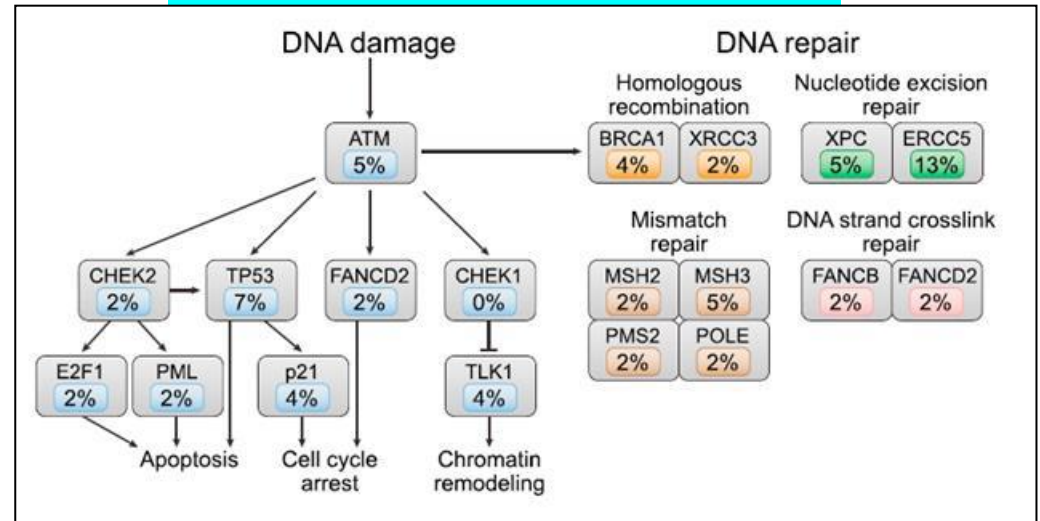 DNA damage
DNA repair
Homologous
recombination
Nucleotide excision
repair
ATM
5%
BRCA1 XRCC3
4% 2%
XPC ERCC5
5% 13%
Mismatch
repair
DNA strand crosslink
repair
CHEK2 TP53 FANCD2 CHEK1
2% 7% 2% 0%
MSH2 MSH3
2% 5%
FANCB FANCD2
2% 2%
PMS2 POLE
2% 2%
E2F1 PML p21 TLK1
2% 2% 4% 4%
Apoptosis
Cell cycle
arrest
Chromatin
remodeling